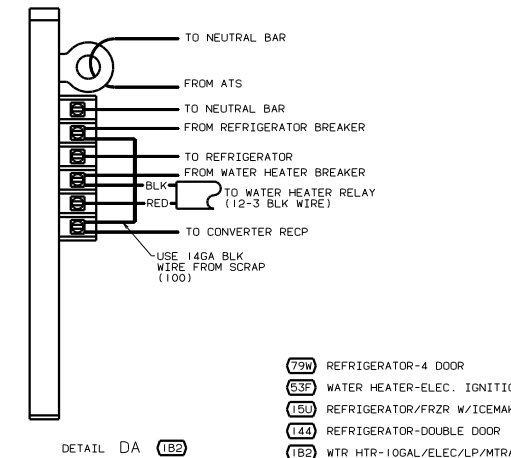 TO NEUTRAL BAR
FROM ATS
TO NEUTRAL BAR
FROM REFRIGERATOR BREAKER
TO REFRIGERATOR
FROM WATER HEATER BREAKER
BLK
TO WATER HEATER RELAY
RED
(12-3 BLK WIRE)
TO CONVERTER RECP
USE 14GA BLK
WIRE FROM SCRAP
(100)
79W REFRIGERATOR-4 DOOR
53F WATER HEATER-ELEC. IGNITIO
15U REFRIGERATOR/FRZR W/ICEMAK
144 REFRIGERATOR-DOUBLE DOOR
DETAIL DA 1B2
1B2 WTR HTR-10GAL/ELEC/LP/MTRA